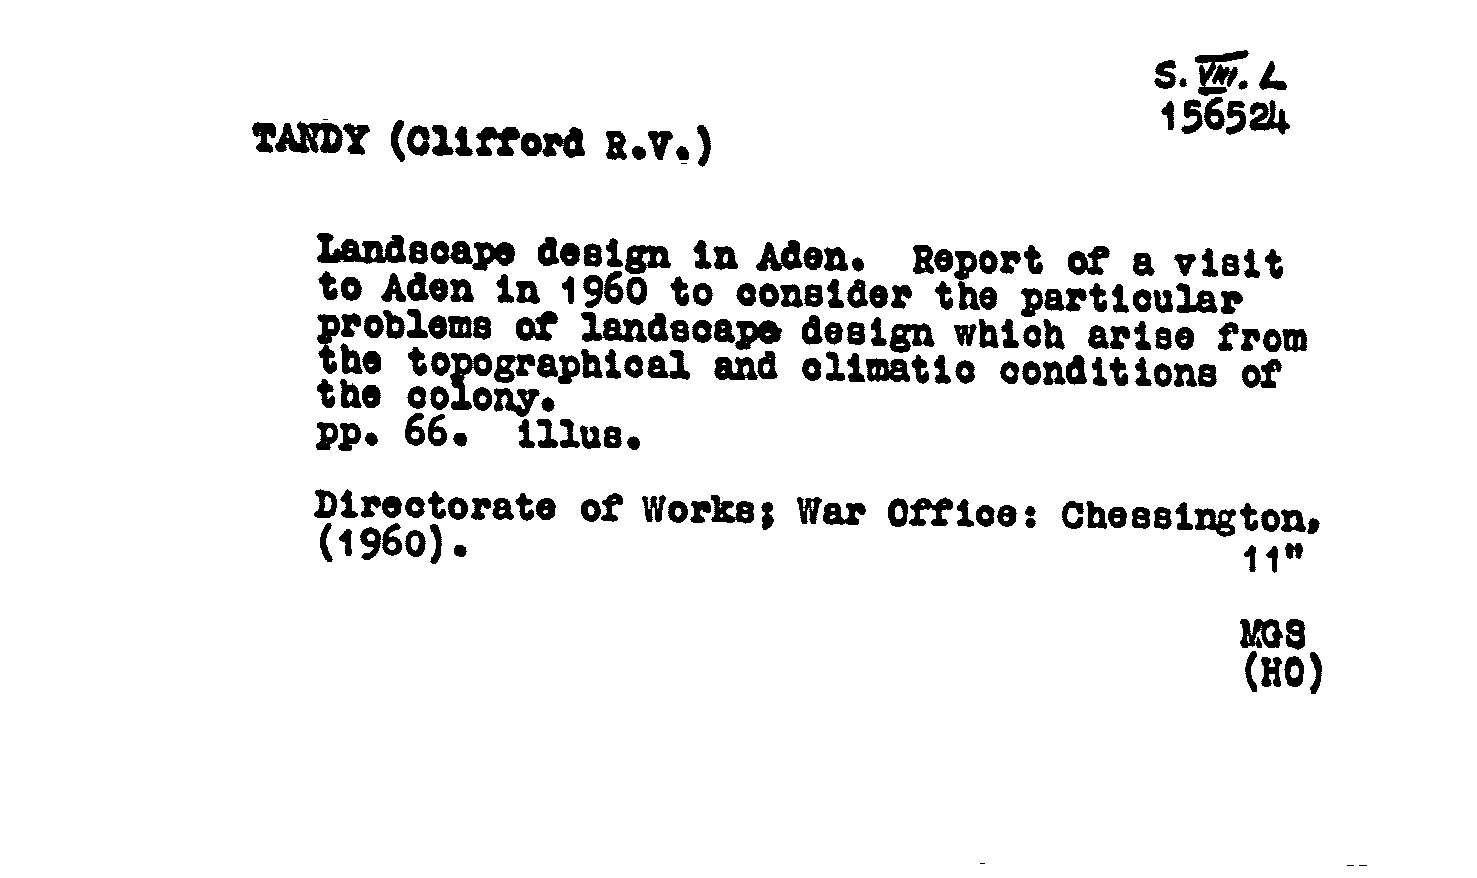 S. VIII. L
156524
TANDY (Clifford R.V.)
Landscape design in Aden. Report of a visit
to Aden in 1960 to consider the particular
problems of landscape design which arise from
the topographical and climatic conditions of
the colony.
pp. 66. illus.
Directorate of Works; War Office: Chessington,
(1960).
11"
MGS
(HO)